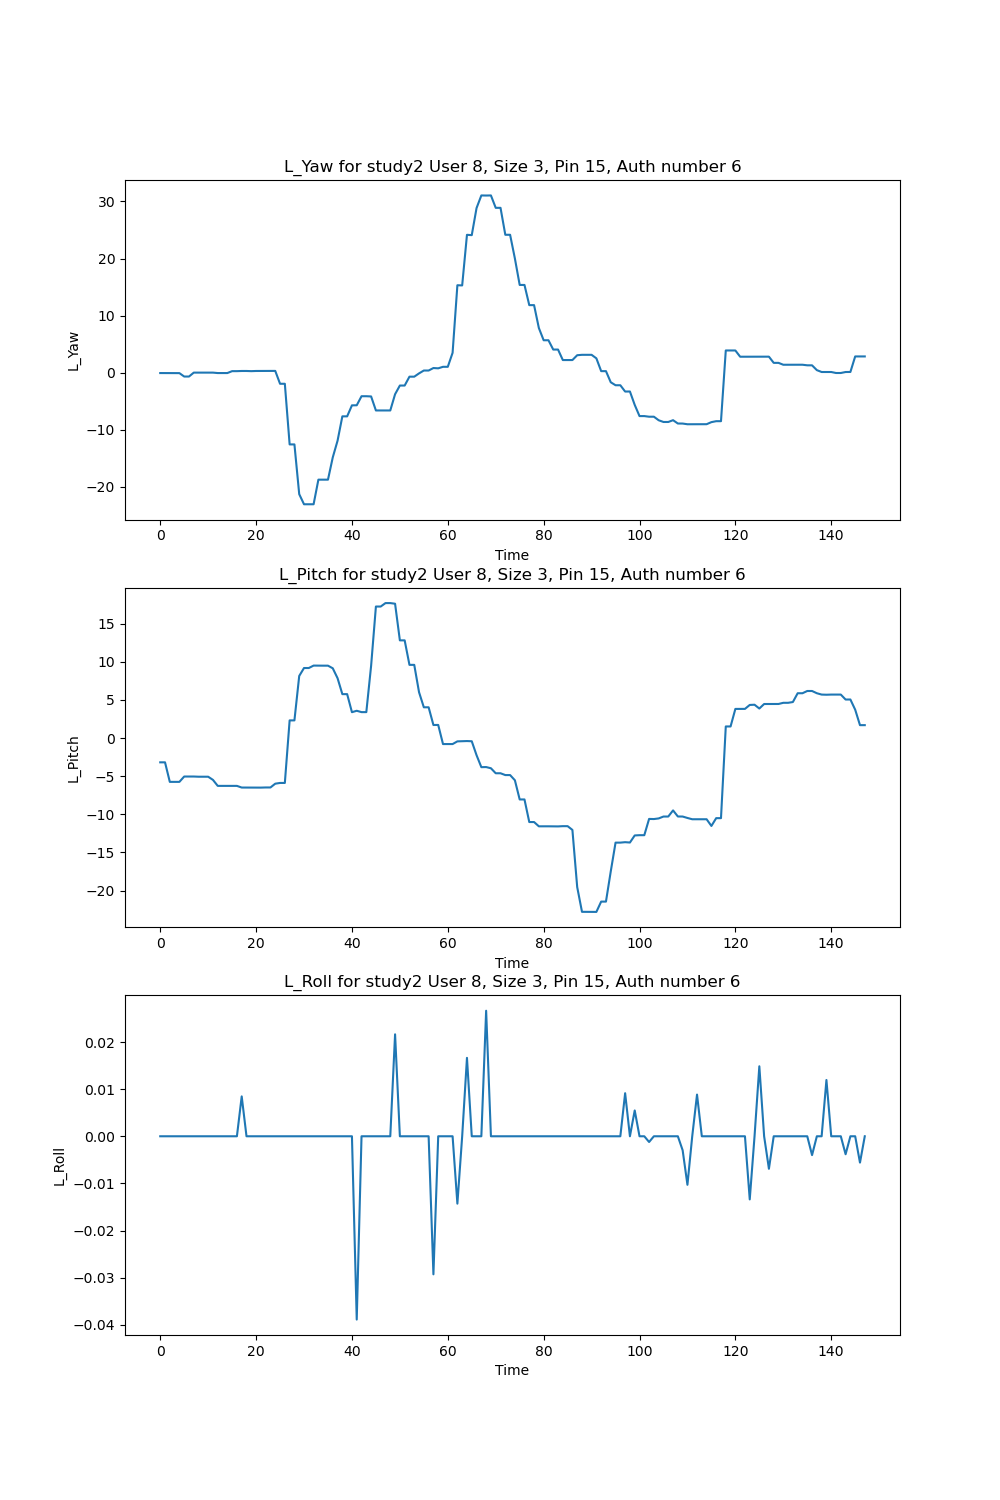 L_Yaw for study2 User 8, Size 3, Pin 15, Auth number 6
30
20
10
0
−10
−20
L_Yaw
0 20 40 60 80 100 120 140
Time
L_Pitch for study2 User 8, Size 3, Pin 15, Auth number 6
15
10
5
0
−5
−10
−15
−20
L_Pitch
0 20 40 60 80 100 120 140
Time
L_Roll for study2 User 8, Size 3, Pin 15, Auth number 6
0.02
0.01
0.00
−0.01
−0.02
−0.03
−0.04
L_Roll
0 20 40 60 80 100 120 140
Time